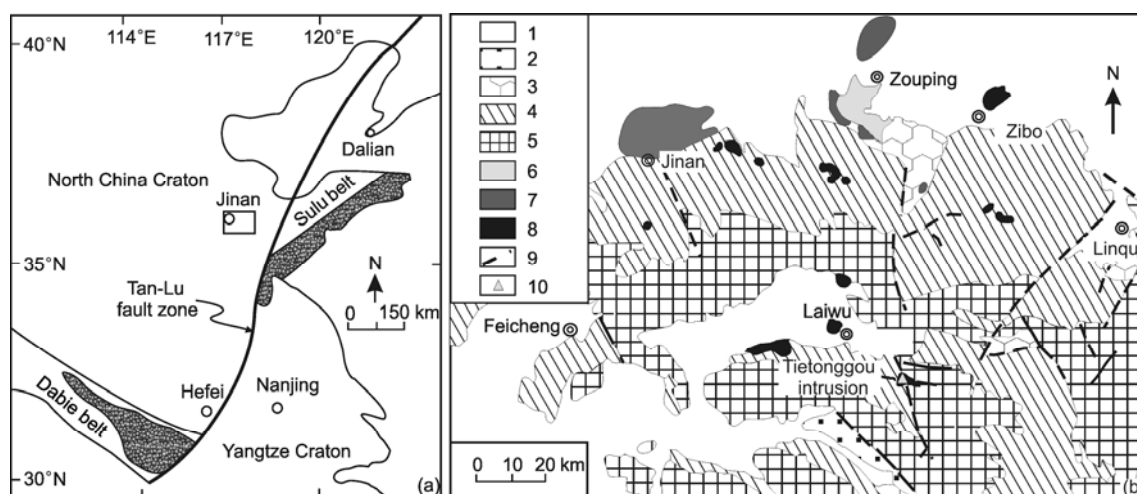 114°E
117°E
120°E
40°N
Dalian
North China Craton
Jinan
Sulu belt
35°N
N
Tan-Lu
fault zone
0 150 km
Hefei
Nanjing
Dabie belt
Yangtze Craton
30°N
(a)
1
2
3
4
5
6
7
8
9
10
Zouping
N
Zibo
Jinan
Linqu
Laiwu
Feicheng
Tietonggou
intrusion
0 10 20 km
(b)